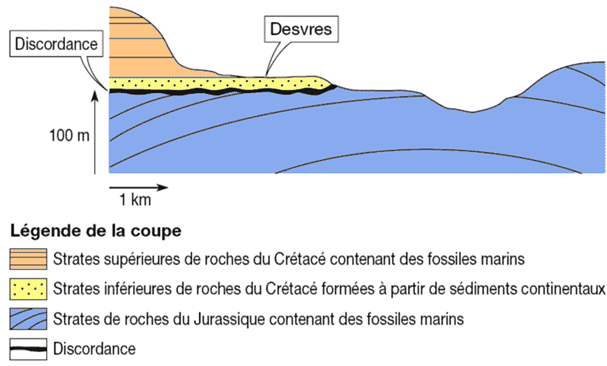 Desvres
Discordance
100 m
1 km
Légende de la coupe
Strates supérieures de roches du Crétacé contenant des fossiles marins
Strates inférieures de roches du Crétacé formées à partir de sédiments continentaux
Strates de roches du Jurassique contenant des fossiles marins
Discordance